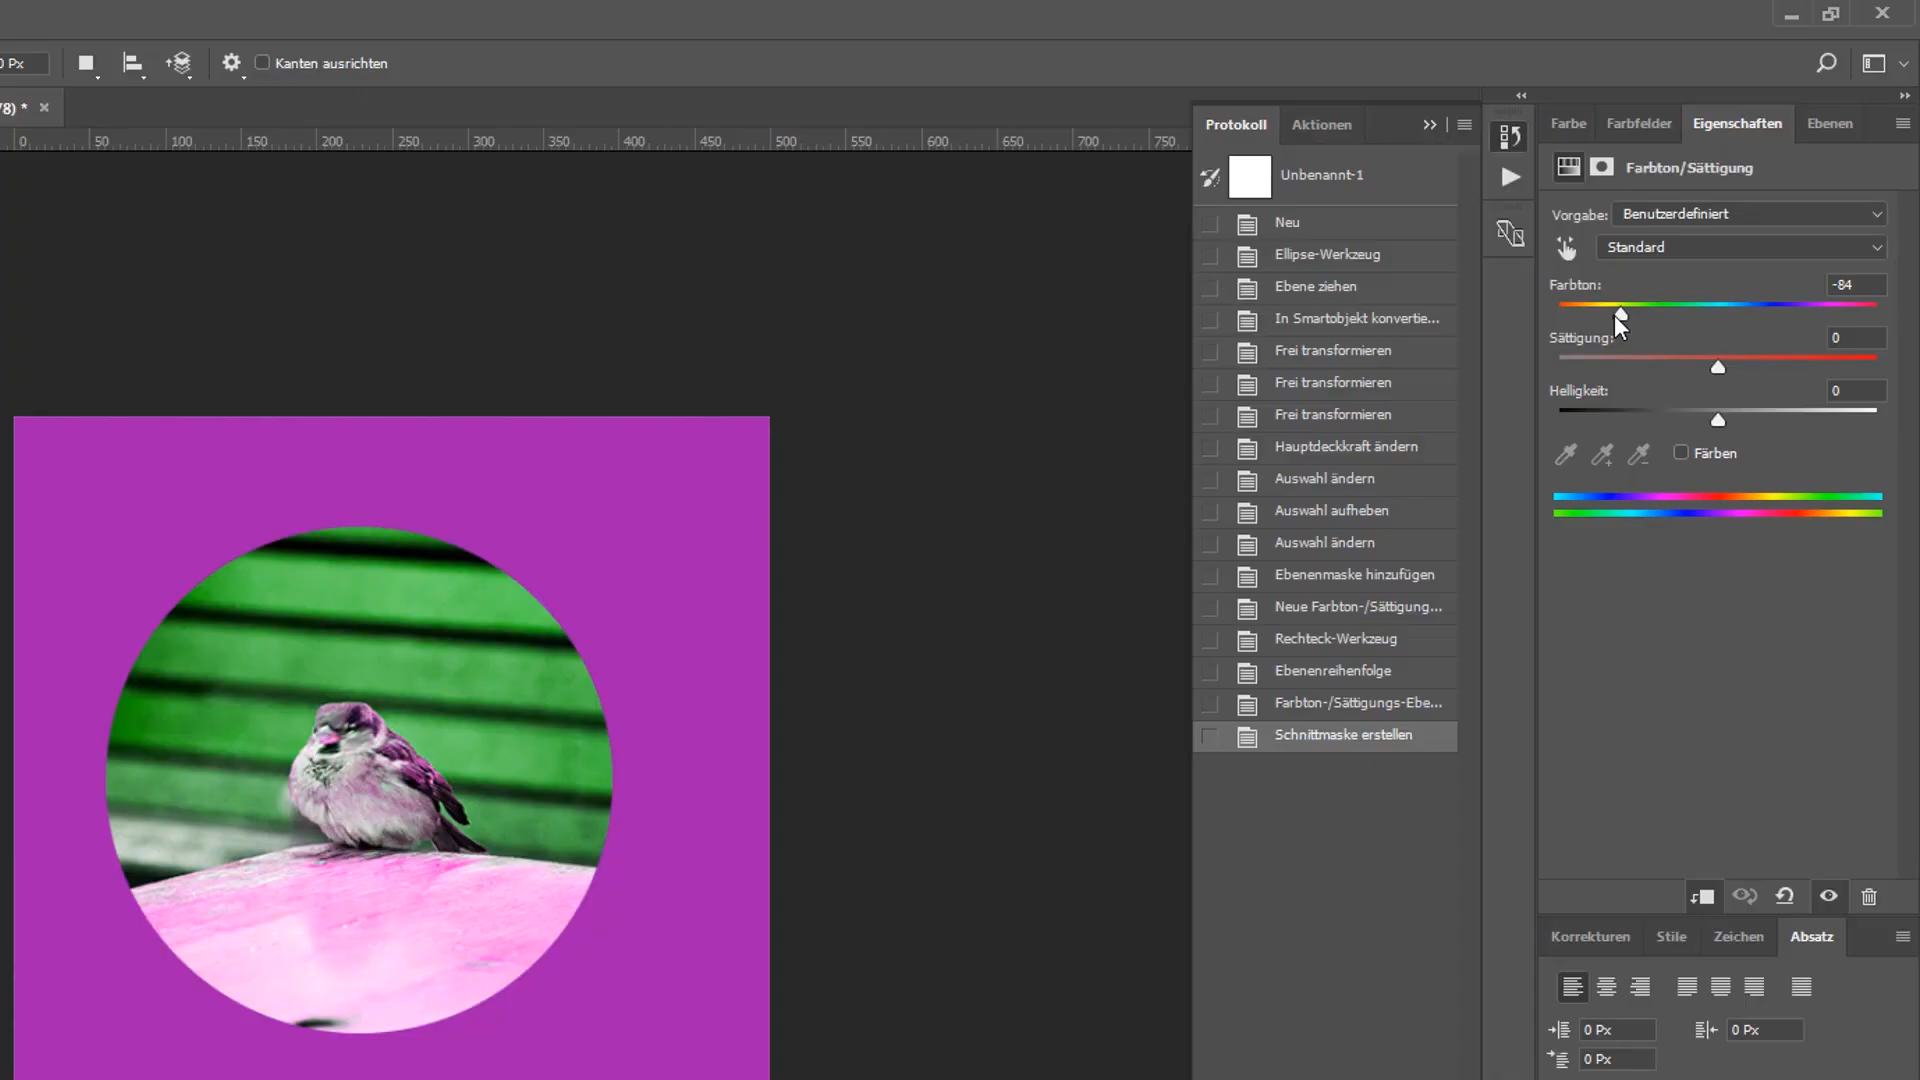 0 Px
Kanten ausrichten
78) *
0 50 100 150 200 250 300 350 400 450 500 550 600 650 700 750
Protokoll Aktionen
Unbenannt-1
Neu
Ellipse-Werkzeug
Ebene ziehen
In Smartobjekt konvertie...
Frei transformieren
Frei transformieren
Frei transformieren
Hauptdeckkraft ändern
Auswahl ändern
Auswahl aufheben
Auswahl ändern
Ebenenmaske hinzufügen
Neue Farbton-/Sättigung...
Rechteck-Werkzeug
Ebenenreihenfolge
Farbton-/Sättigungs-Ebe...
Schnittmaske erstellen
Farbe Farbfelder Eigenschaften Ebenen
Farbton/Sättigung
Vorgabe: Benutzerdefiniert
Standard
Farbton: -84
Sättigung: 0
Helligkeit: 0
Färben
Korrekturen Stile Zeichen Absatz
0 Px 0 Px
0 Px